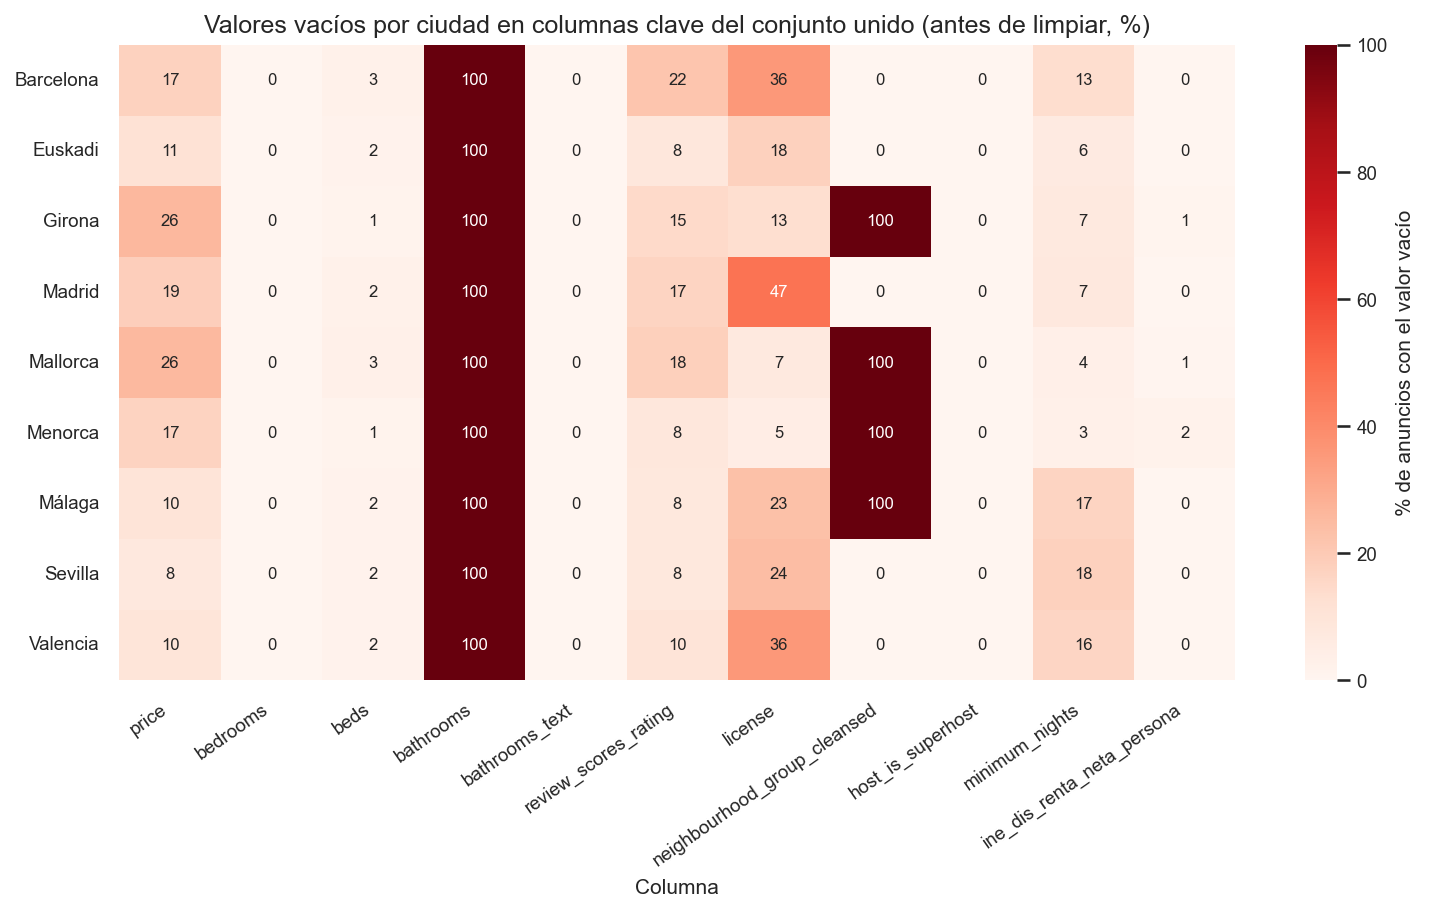 Valores vacíos por ciudad en columnas clave del conjunto unido (antes de limpiar, %)
Barcelona 17 0 3 100 0 22 36 0 0 13 0
Euskadi 11 0 2 100 0 8 18 0 0 6 0
Girona 26 0 1 100 0 15 13 100 0 7 1
Madrid 19 0 2 100 0 17 47 0 0 7 0
Mallorca 26 0 3 100 0 18 7 100 0 4 1
Menorca 17 0 1 100 0 8 5 100 0 3 2
Málaga 10 0 2 100 0 8 23 100 0 17 0
Sevilla 8 0 2 100 0 8 24 0 0 18 0
Valencia 10 0 2 100 0 10 36 0 0 16 0
price
bedrooms
beds
bathrooms
bathrooms_text
review_scores_rating
license
neighbourhood_group_cleansed
host_is_superhost
minimum_nights
ine_dis_renta_neta_persona
Columna
100
80
60
40
20
0
% de anuncios con el valor vacío